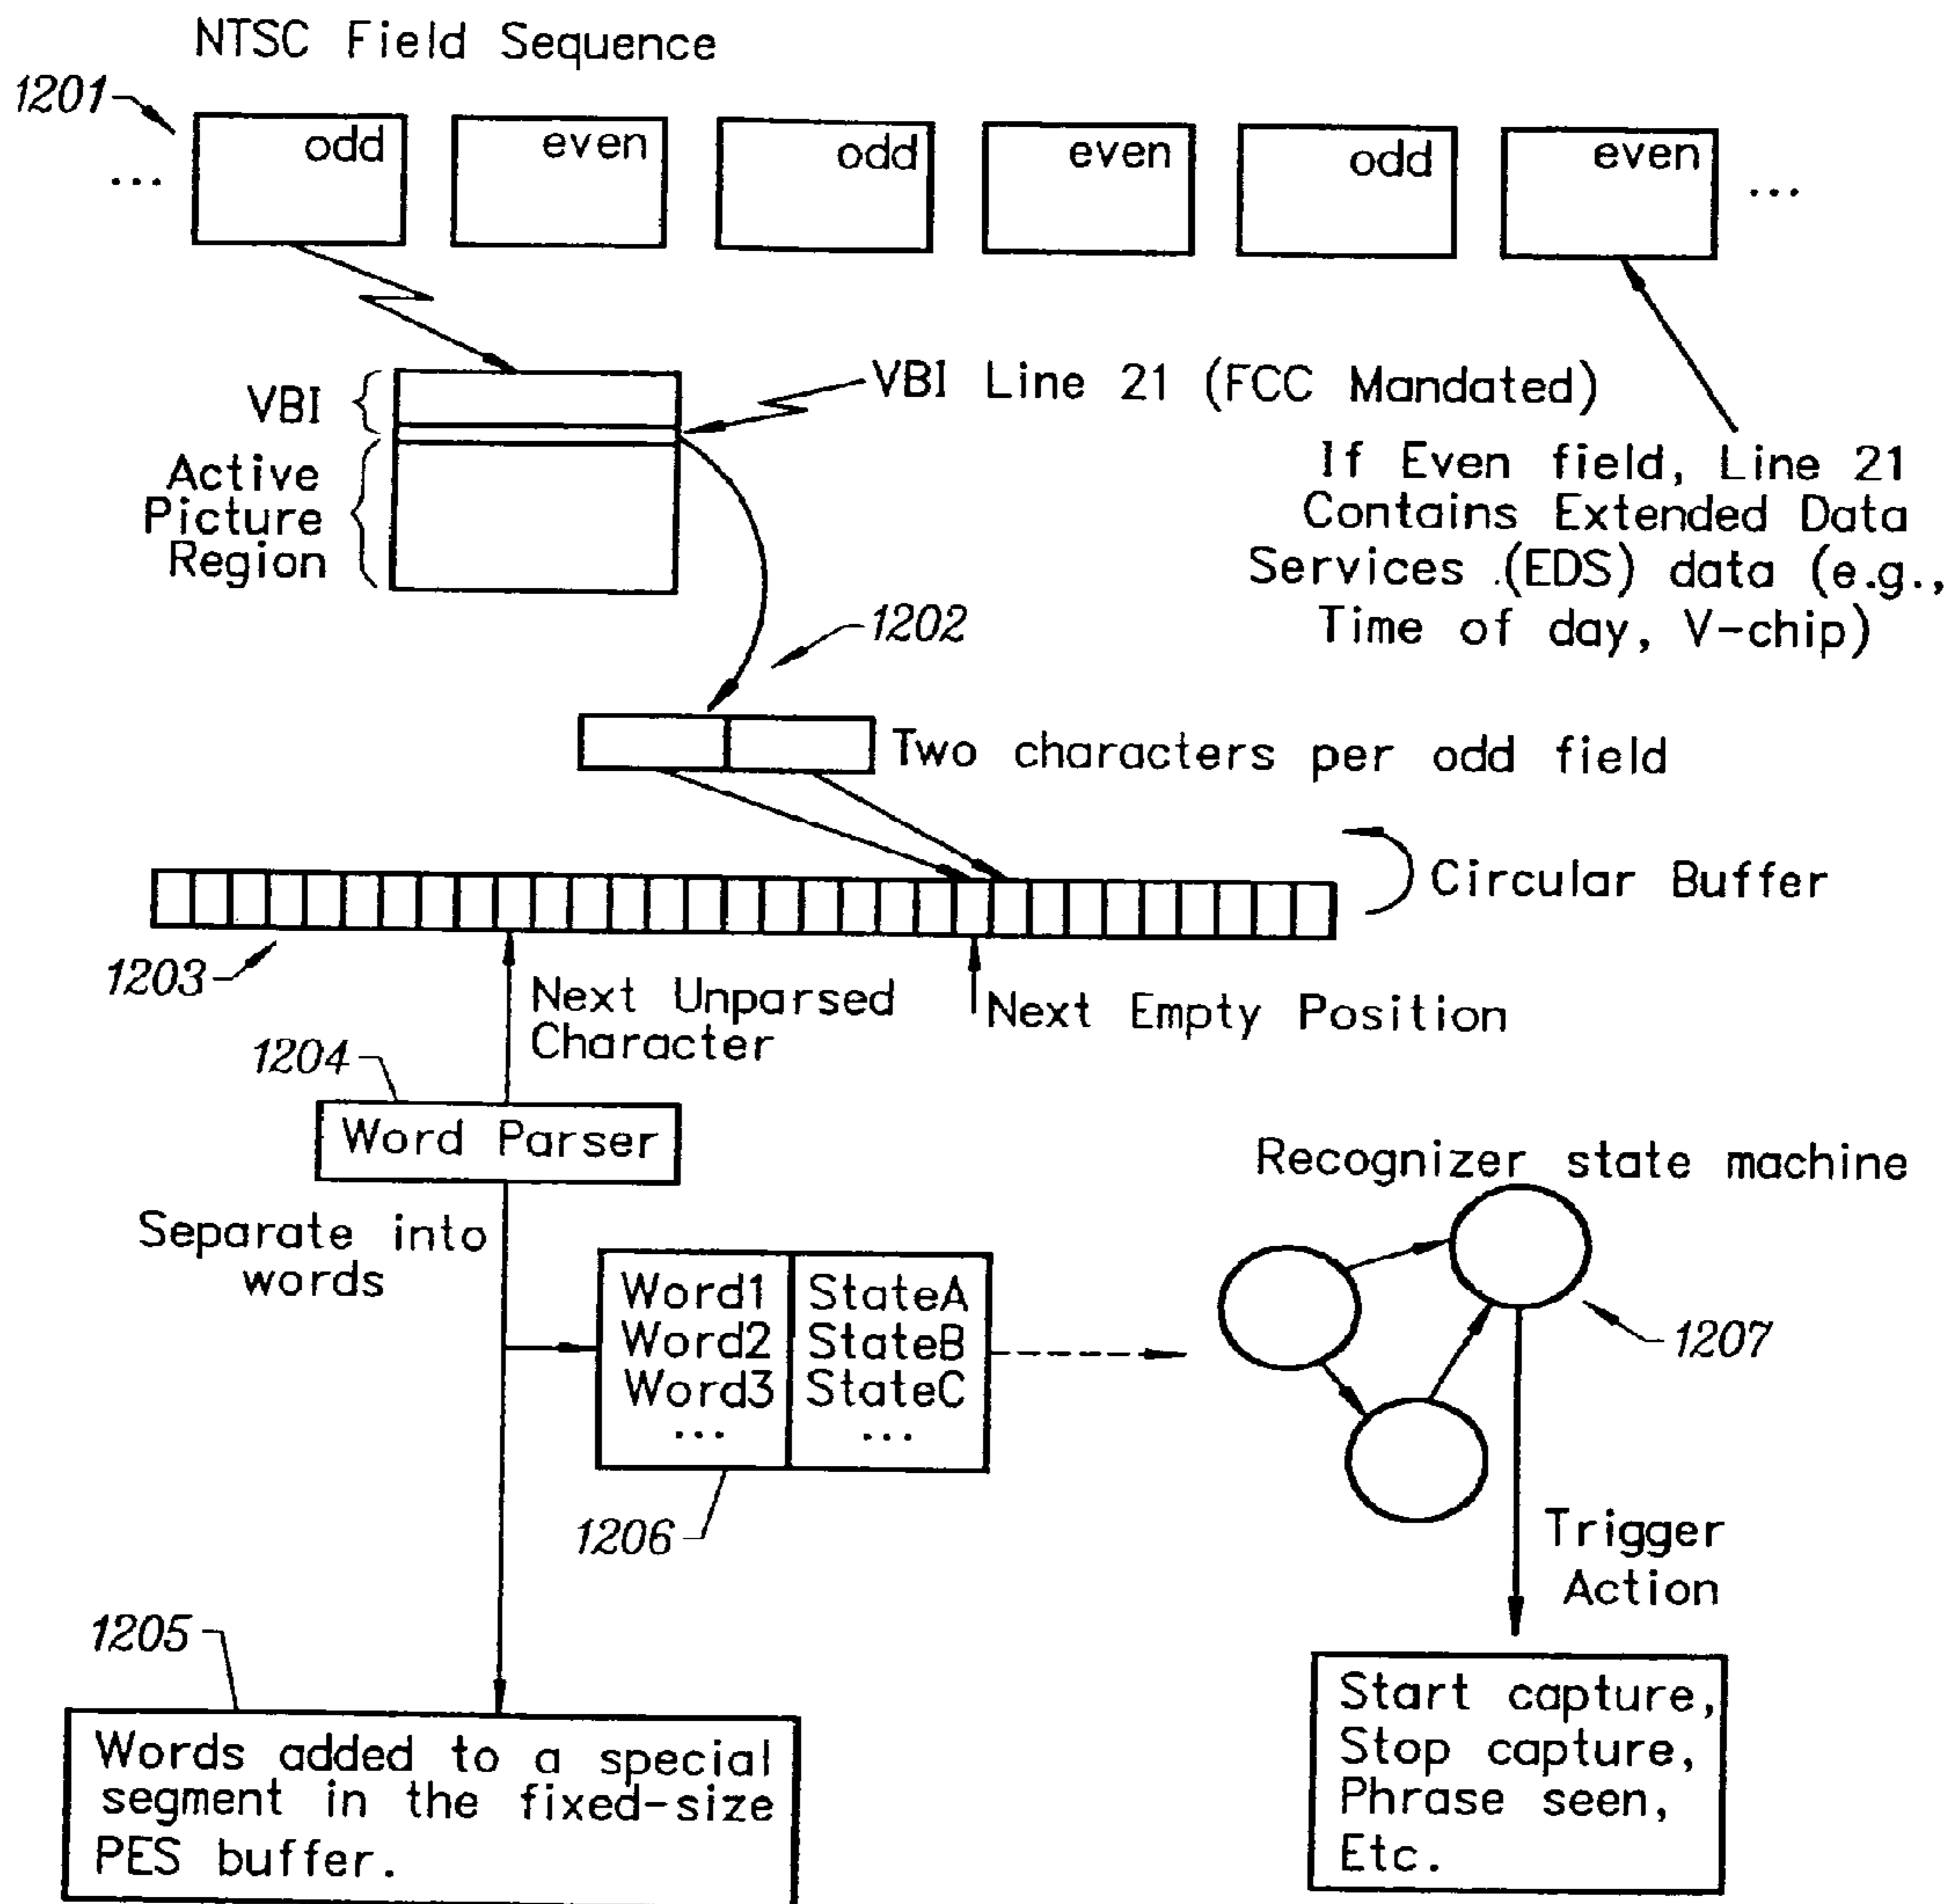 NTSC Field Sequence
1201
... odd even odd even odd even ...
VBI
VBI Line 21 (FCC Mandated)
Active
Picture
Region
If Even field, Line 21
Contains Extended Data
Services (EDS) data (e.g.,
Time of day, V-chip)
1202
Two characters per odd field
Circular Buffer
1203
Next Unparsed
Character
Next Empty Position
1204
Word Parser
Recognizer state machine
Separate into
words
Word1 StateA
Word2 StateB
Word3 StateC
... ...
1207
1206
Trigger
Action
1205
Words added to a special
segment in the fixed-size
PES buffer.
Start capture,
Stop capture,
Phrase seen,
Etc.